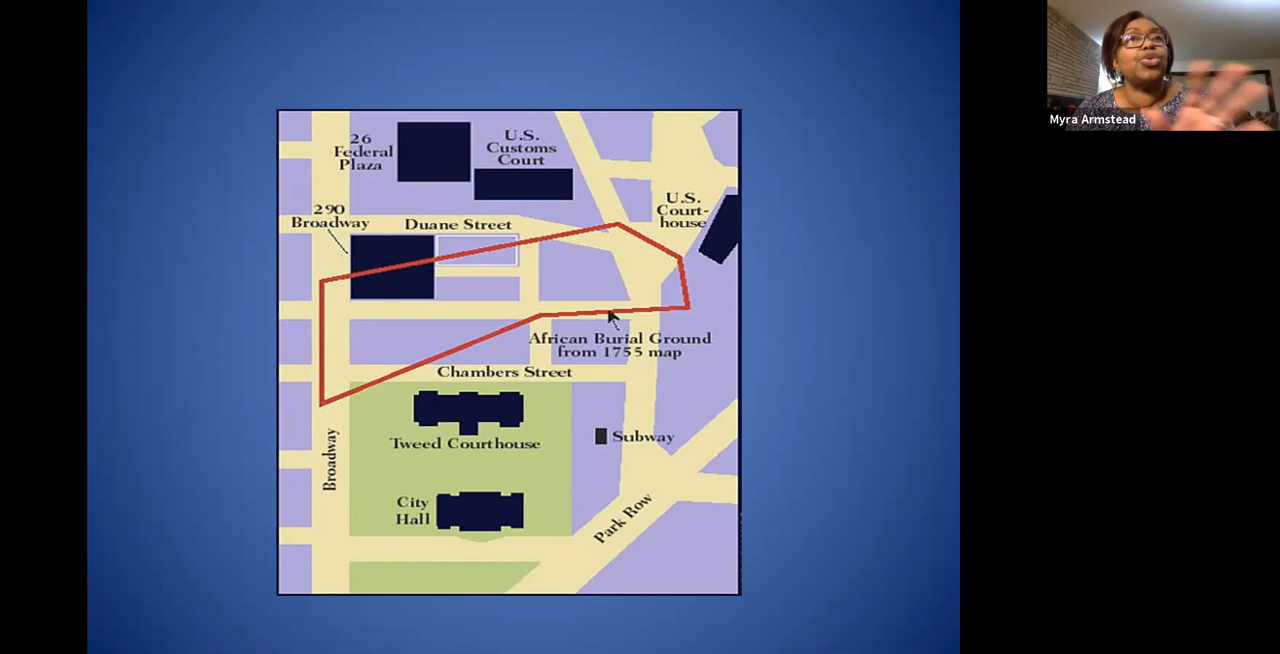 26
Federal
Plaza
U.S.
Customs
Court
290
Broadway
Duane Street
U.S.
Court-
house
African Burial Ground
from 1755 map
Chambers Street
Tweed Courthouse
Subway
Broadway
City
Hall
Park Row
Myra Armstead